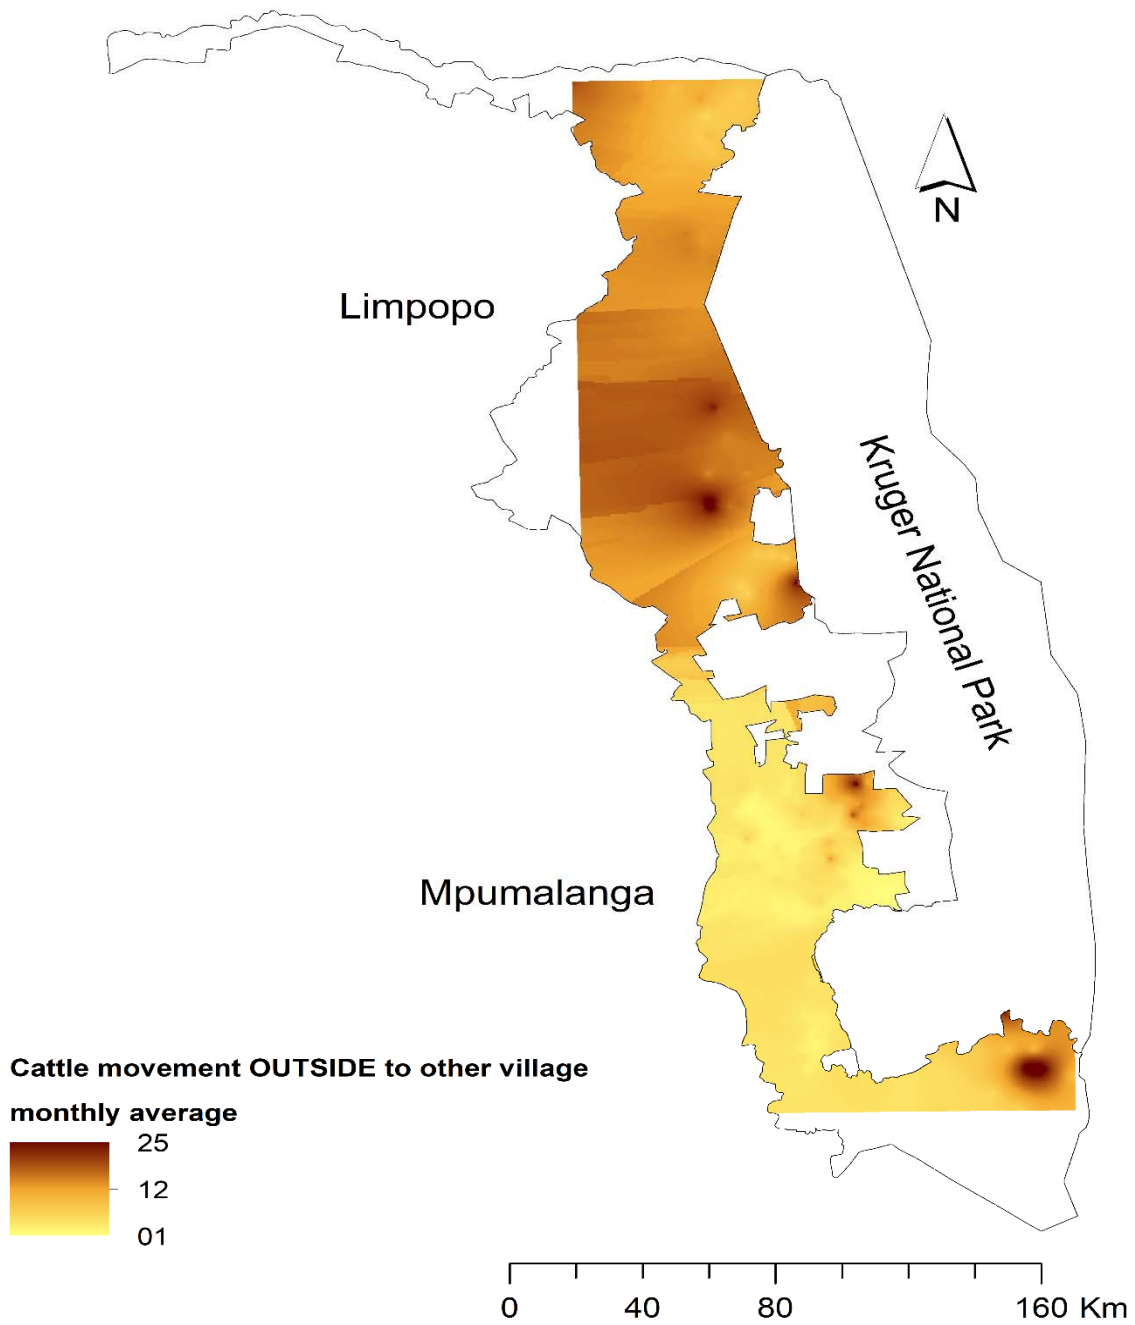 N
Limpopo
Kruger National Park
Mpumalanga
Cattle movement OUTSIDE to other village
monthly average
25
12
01
0 40 80 160 Km